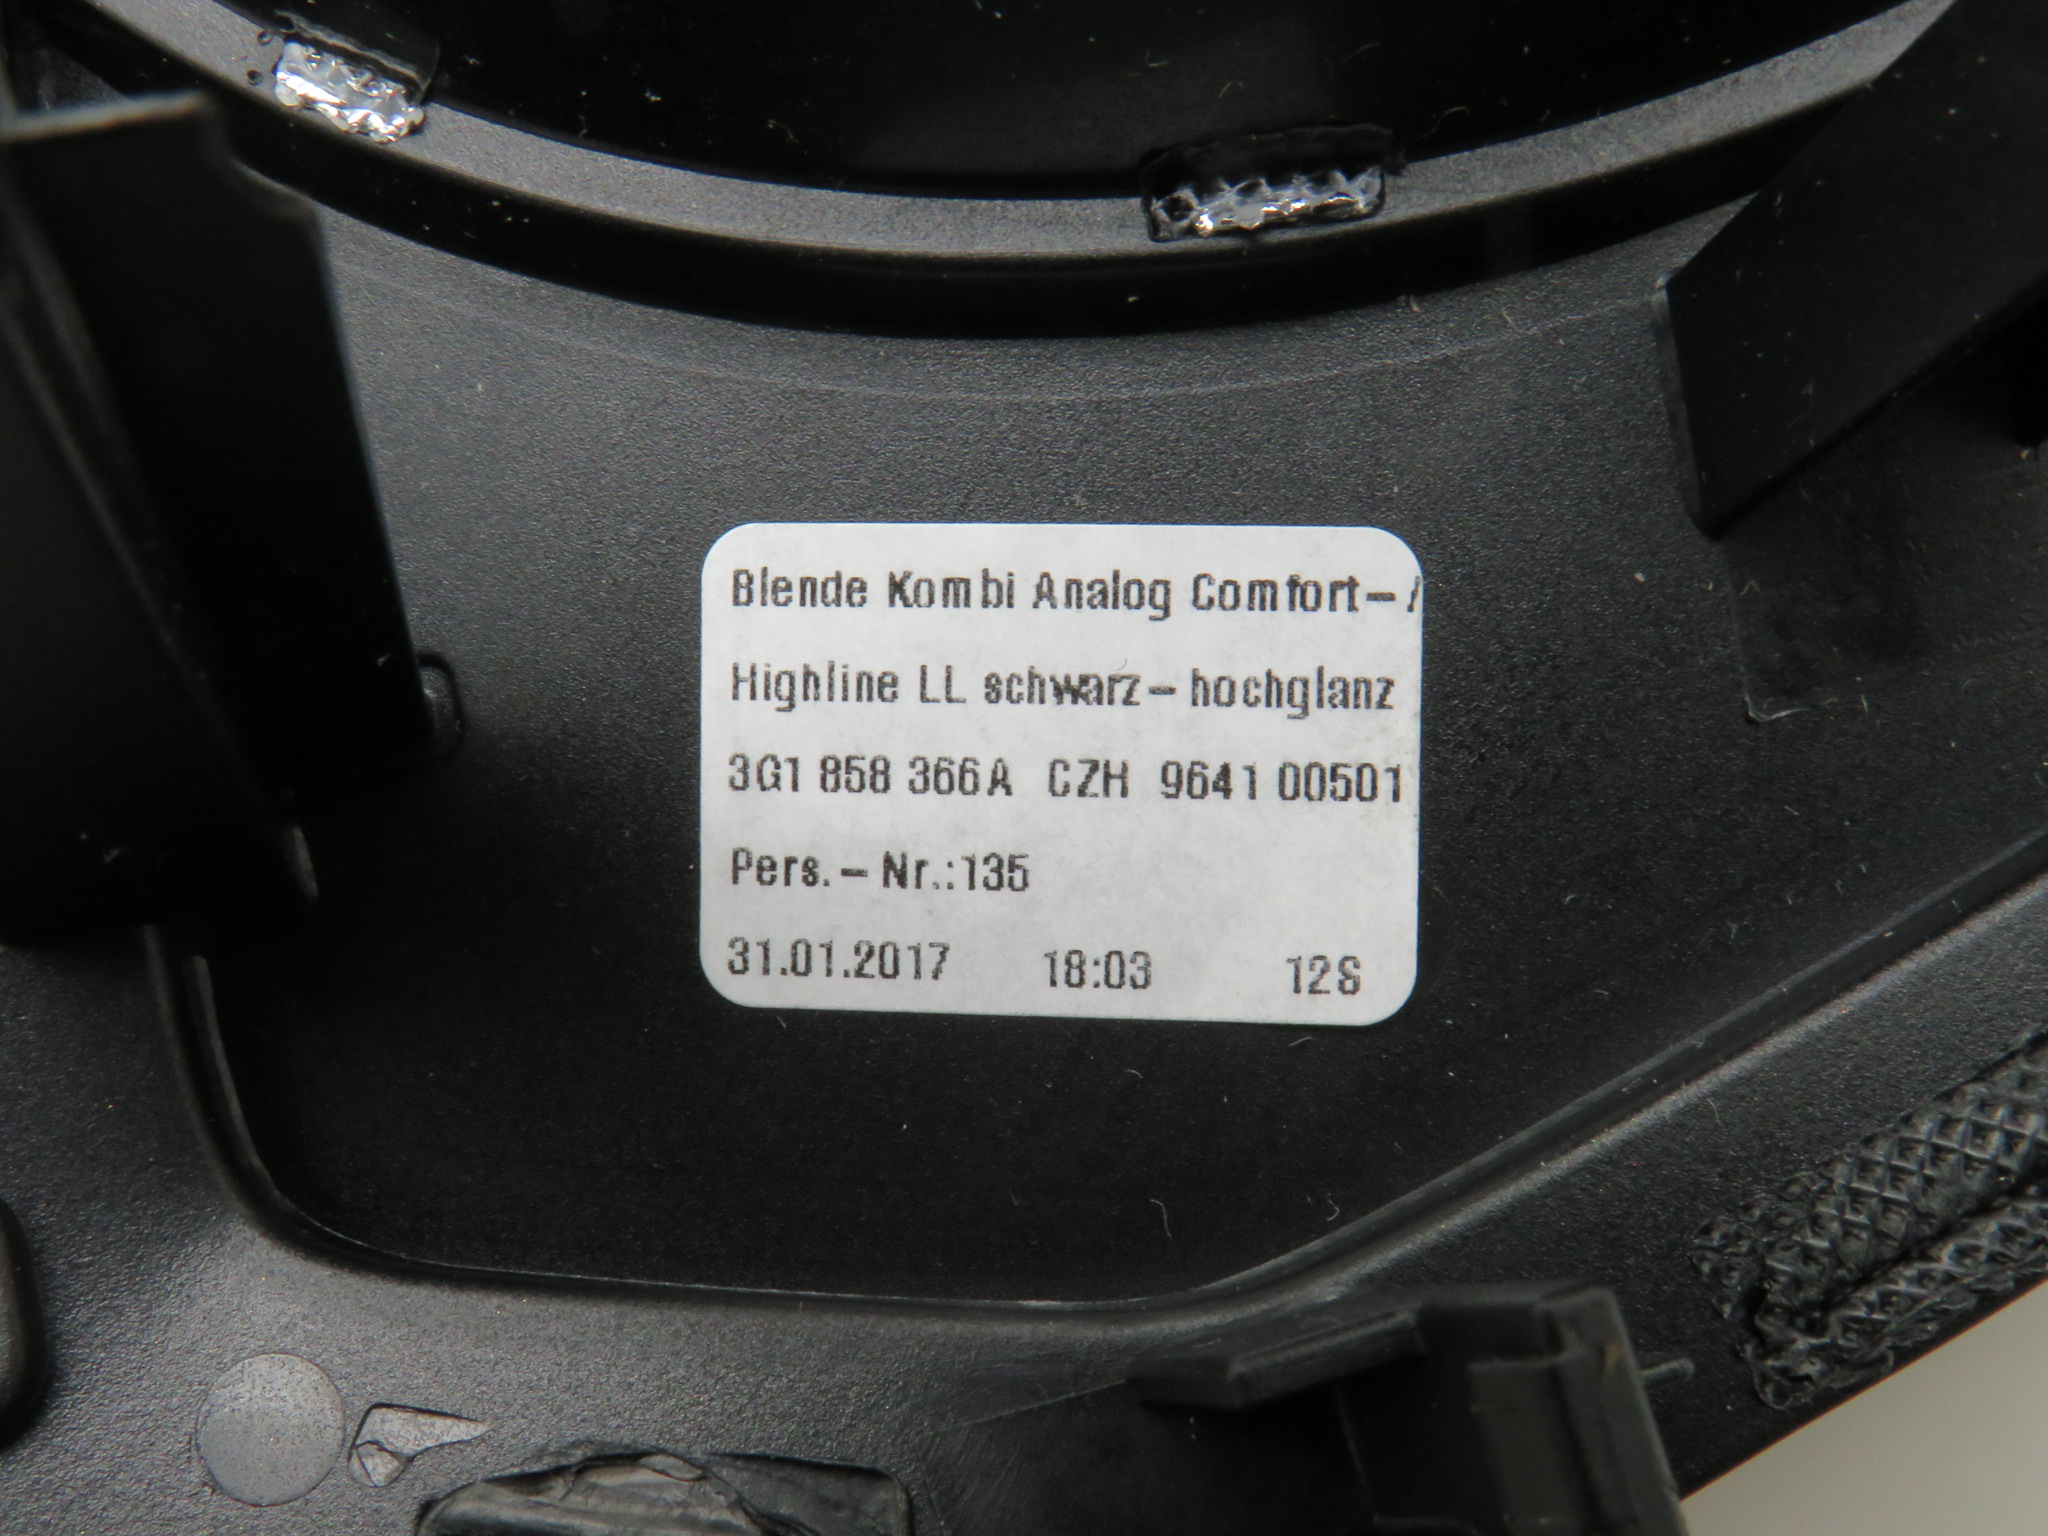 Blende Kombi Analog Comfort-/
Highline LL schwarz-hochglanz
3G1 858 366A CZH 9641 00501
Pers.-Nr.:135
31.01.2017 18:03 12S